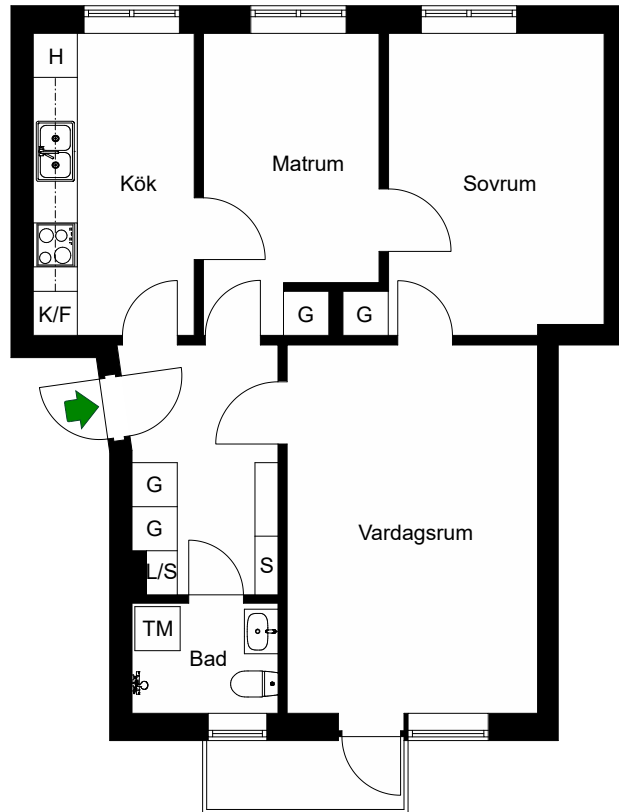 H
Kök
Matrum
Sovrum
K/F
G
G
G
G
L/S
S
Vardagsrum
TM
Bad